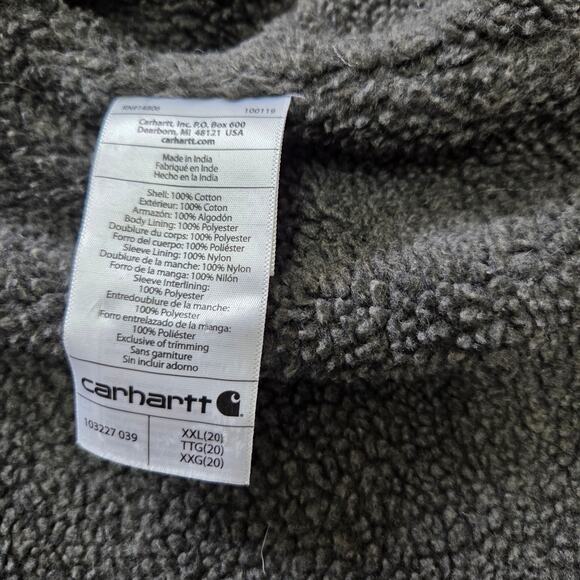 RN#14806 100119
Carhartt, Inc. P.O. Box 600
Dearborn, MI 48121 USA
carhartt.com
Made in India
Fabriqué en Inde
Hecho en la India
Shell: 100% Cotton
Extérieur: 100% Coton
Armazón: 100% Algodón
Body Lining: 100% Polyester
Doublure du corps: 100% Polyester
Forro del cuerpo: 100% Poliéster
Sleeve Lining: 100% Nylon
Doublure de la manche: 100% Nylon
Forro de la manga: 100% Nilón
Sleeve Interlining:
100% Polyester
Entredoublure de la manche:
100% Polyester
Forro entrelazado de la manga:
100% Poliéster
Exclusive of trimming
Sans garniture
Sin incluir adorno
carhartt
103227 039
XXL(20)
TTG(20)
XXG(20)